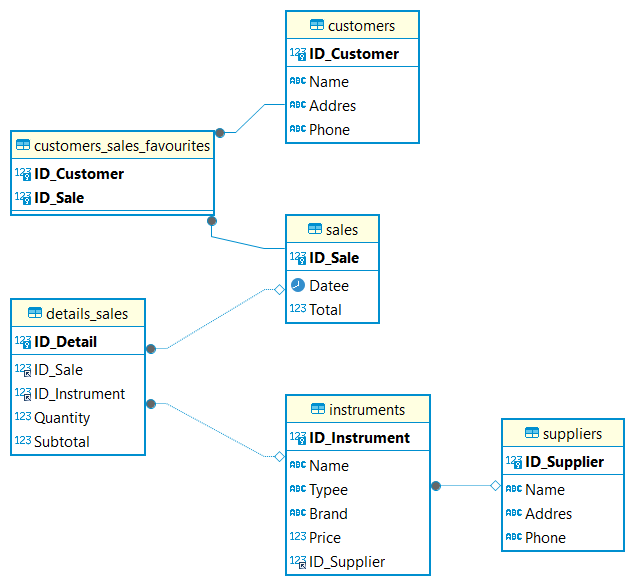 customers
123 ID_Customer
ABC Name
ABC Addres
ABC Phone
customers_sales_favourites
123 ID_Customer
123 ID_Sale
sales
123 ID_Sale
Datee
123 Total
details_sales
123 ID_Detail
123 ID_Sale
123 ID_Instrument
123 Quantity
123 Subtotal
instruments
123 ID_Instrument
ABC Name
ABC Typee
ABC Brand
123 Price
123 ID_Supplier
suppliers
123 ID_Supplier
ABC Name
ABC Addres
ABC Phone